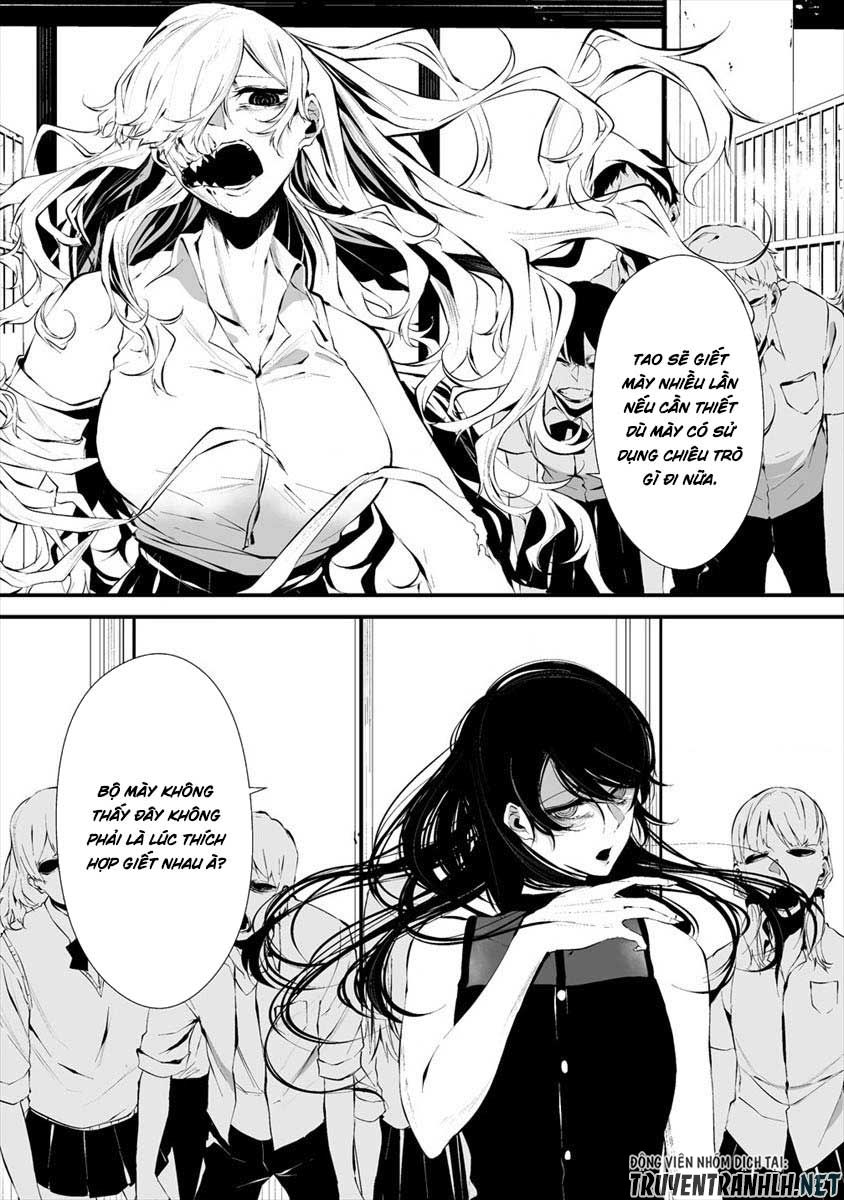 TAO SẼ GIẾT
MÀY NHIỀU LẦN
NẾU CẦN THIẾT
DÙ MÀY CÓ SỬ
DỤNG CHIÊU TRÒ
GÌ ĐI NỮA.
BỘ MÀY KHÔNG
THẤY ĐÂY KHÔNG
PHẢI LÀ LÚC THÍCH
HỢP GIẾT NHAU À?
ĐỘNG VIÊN NHÓM DỊCH TẠI:
TRUYENTRANHLH.NET